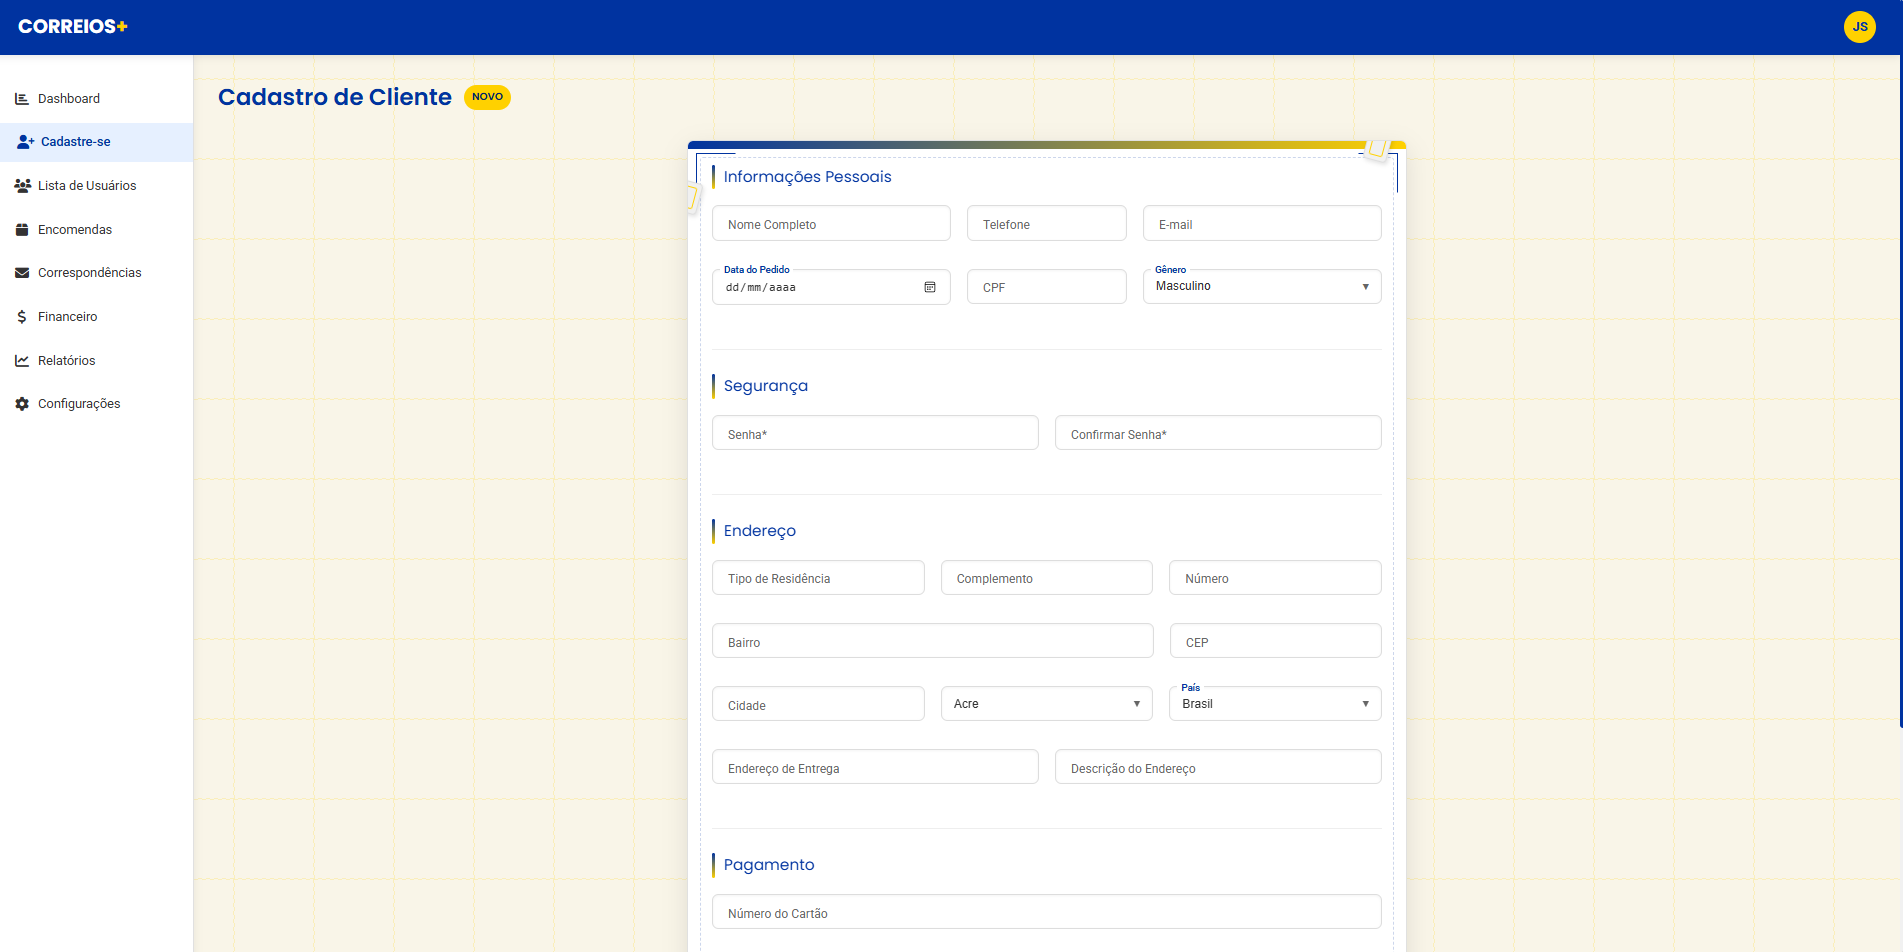 CORREIOS+
JS
Dashboard
Cadastre-se
Lista de Usuários
Encomendas
Correspondências
Financeiro
Relatórios
Configurações
Cadastro de Cliente NOVO
Informações Pessoais
Nome Completo Telefone E-mail
Data do Pedido Gênero
dd/mm/aaaa CPF Masculino
Segurança
Senha* Confirmar Senha*
Endereço
Tipo de Residência Complemento Número
Bairro CEP
País
Cidade Acre Brasil
Endereço de Entrega Descrição do Endereço
Pagamento
Número do Cartão